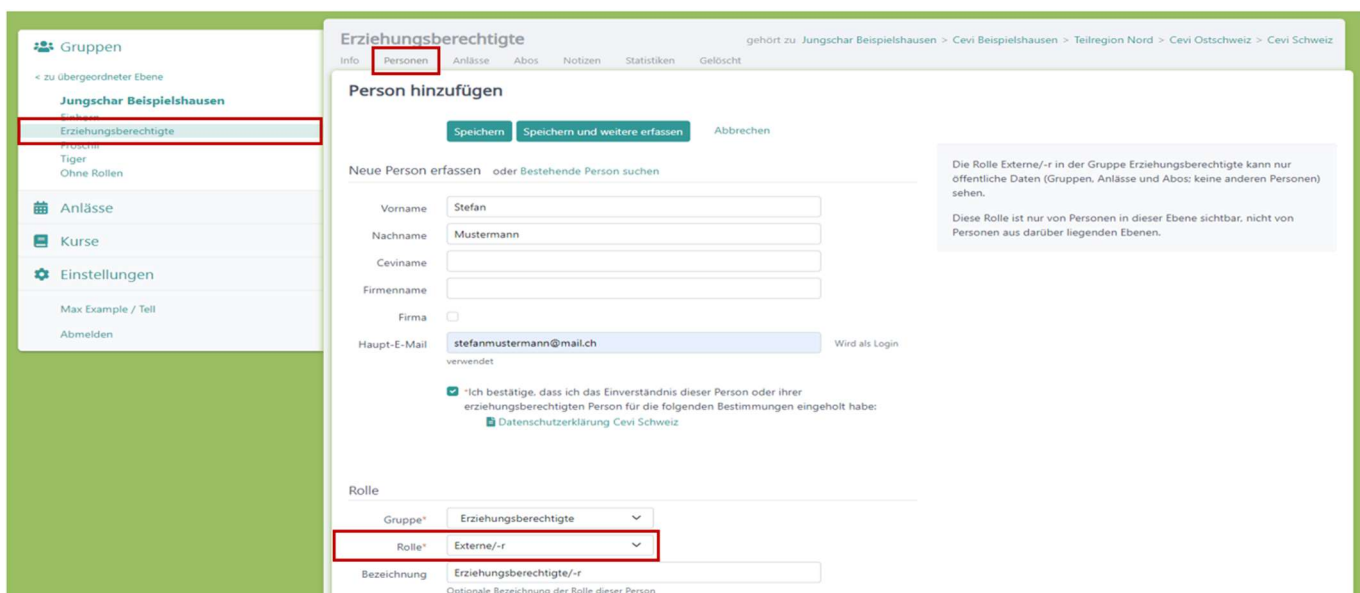 Gruppen
< zu übergeordneter Ebene
Jungschar Beispielshausen
Einhorn
Erziehungsberechtigte
Fröschli
Tiger
Ohne Rollen
Anlässe
Kurse
Einstellungen
Max Example / Tell
Abmelden
Erziehungsberechtigte
gehört zu Jungschar Beispielshausen > Cevi Beispielshausen > Teilregion Nord > Cevi Ostschweiz > Cevi Schweiz
Info Personen Anlässe Abos Notizen Statistiken Gelöscht
Person hinzufügen
Speichern Speichern und weitere erfassen Abbrechen
Neue Person erfassen oder Bestehende Person suchen
Vorname Stefan
Nachname Mustermann
Ceviname
Firmenname
Firma
Haupt-E-Mail stefanmustermann@mail.ch Wird als Login
verwendet
*Ich bestätige, dass ich das Einverständnis dieser Person oder ihrer
erziehungsberechtigten Person für die folgenden Bestimmungen eingeholt habe:
Datenschutzerklärung Cevi Schweiz
Rolle
Gruppe* Erziehungsberechtigte
Rolle* Externe/-r
Bezeichnung Erziehungsberechtigte/-r
Optionale Bezeichnung der Rolle dieser Person
Die Rolle Externe/-r in der Gruppe Erziehungsberechtigte kann nur
öffentliche Daten (Gruppen, Anlässe und Abos; keine anderen Personen)
sehen.
Diese Rolle ist nur von Personen in dieser Ebene sichtbar, nicht von
Personen aus darüber liegenden Ebenen.